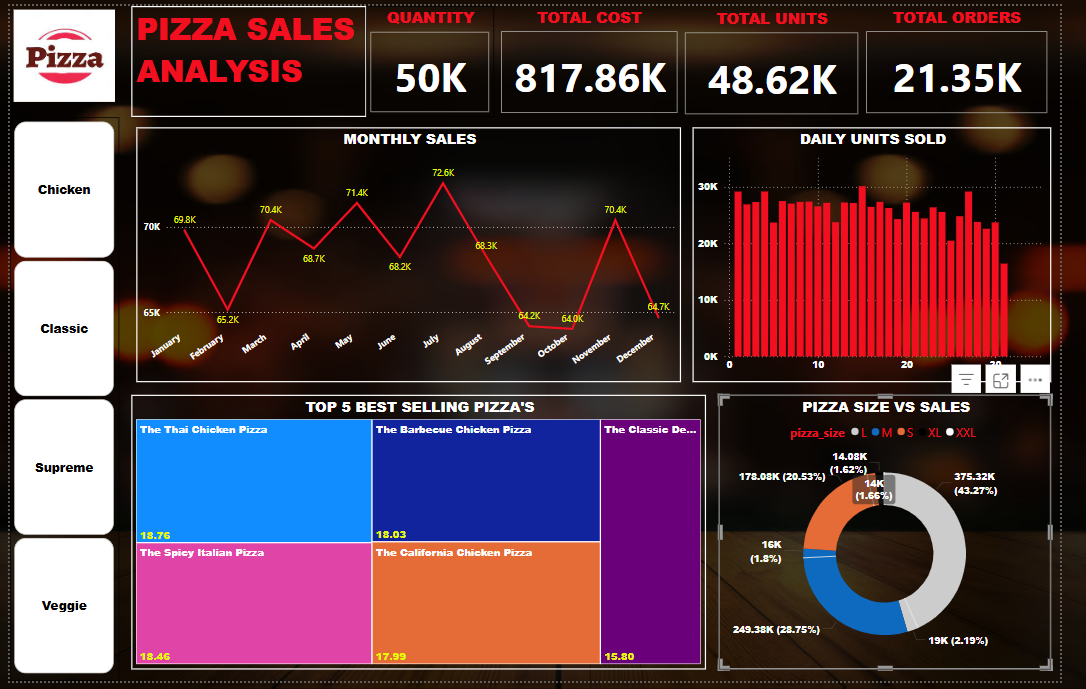 Pizza
PIZZA SALES
ANALYSIS
QUANTITY
50K
TOTAL COST
817.86K
TOTAL UNITS
48.62K
TOTAL ORDERS
21.35K
Chicken
Classic
Supreme
Veggie
MONTHLY SALES
70K
65K
69.8K
65.2K
70.4K
68.7K
71.4K
68.2K
72.6K
68.3K
64.2K
64.0K
70.4K
64.7K
January
February
March
April
May
June
July
August
September
October
November
December
DAILY UNITS SOLD
30K
20K
10K
0K
0
10
20
TOP 5 BEST SELLING PIZZA'S
The Thai Chicken Pizza
18.76
The Barbecue Chicken Pizza
18.03
The Classic De...
15.80
The Spicy Italian Pizza
18.46
The California Chicken Pizza
17.99
PIZZA SIZE VS SALES
pizza_size L M S XL XXL
14.08K
(1.62%)
178.08K (20.53%)
14K
(1.66%)
375.32K
(43.27%)
16K
(1.8%)
249.38K (28.75%)
19K (2.19%)